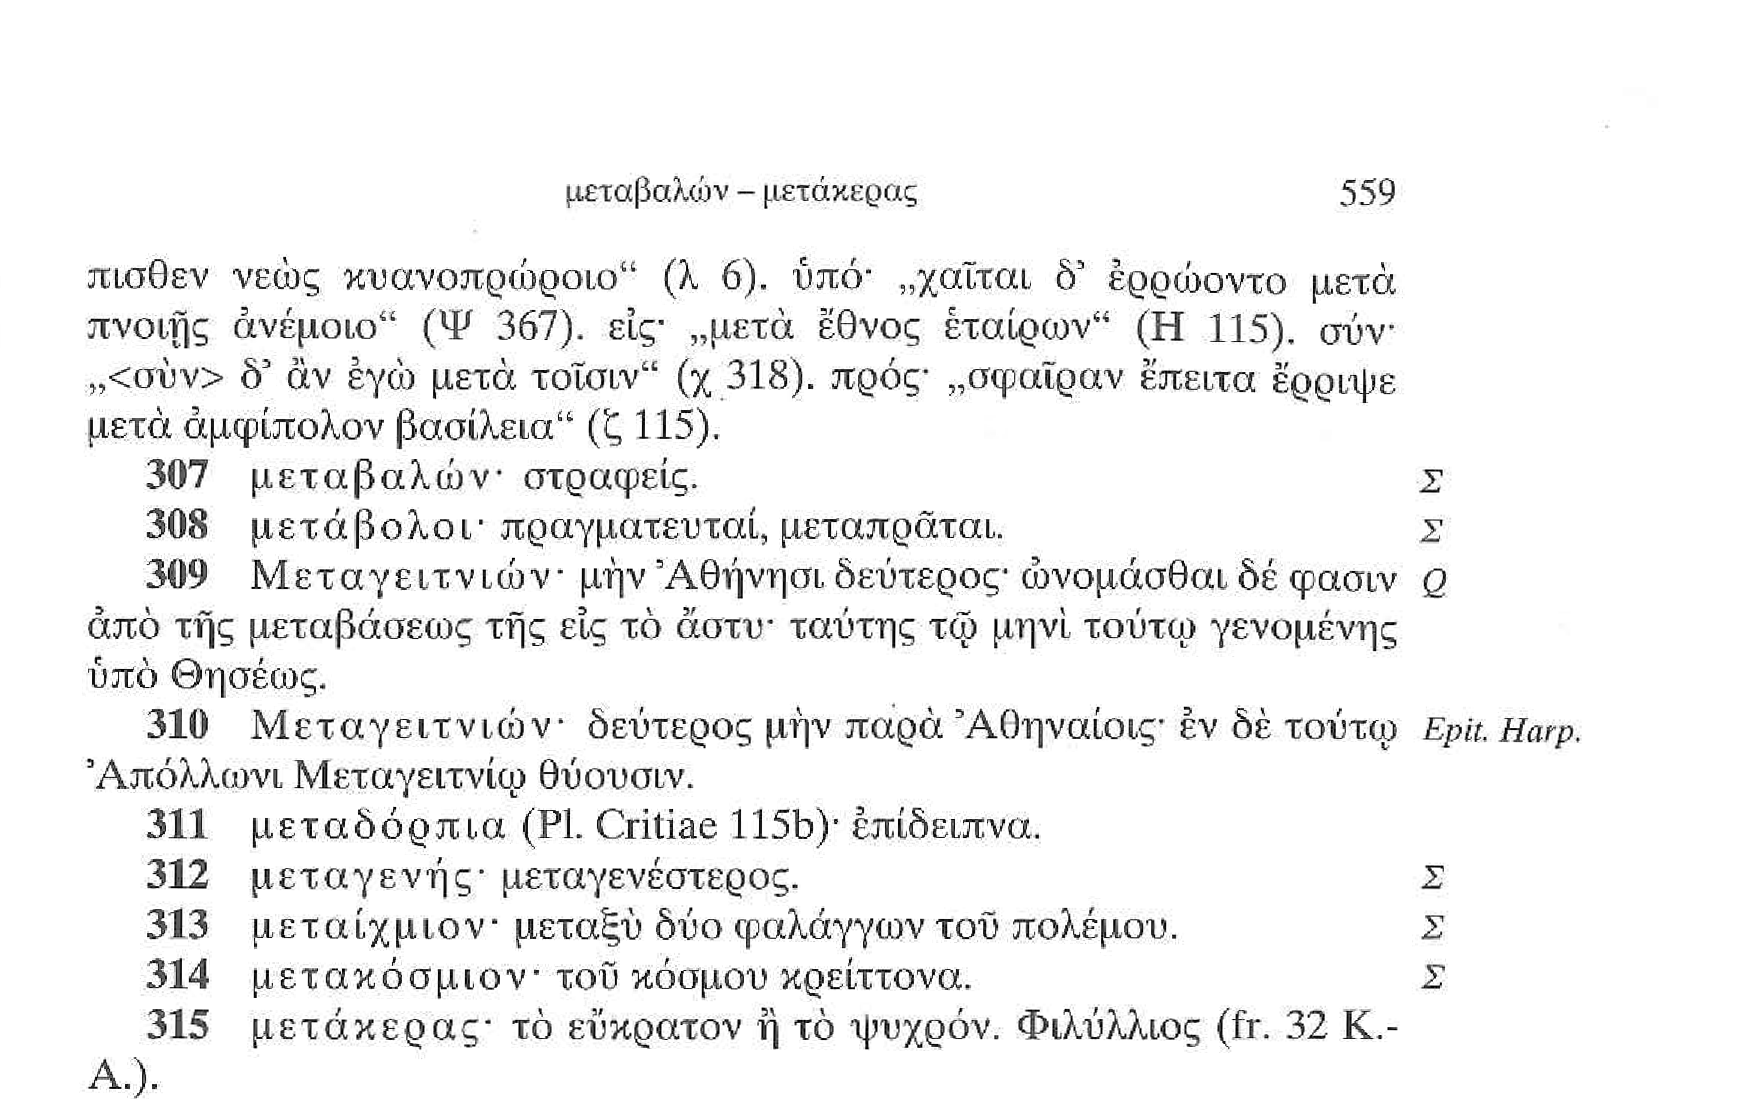 μεταβαλών – μετάκερας 559
πισθεν νεὼς κυανοπρώροιο“ (λ 6). ὑπό· „χαῖται δ’ ἐρρώοντο μετὰ
πνοιῇς ἀνέμοιο“ (Ψ 367). εἰς· „μετὰ ἔθνος ἑταίρων“ (Η 115). σύν·
„<σὺν> δ’ ἂν ἐγὼ μετὰ τοῖσιν“ (χ 318). πρός· „σφαῖραν ἔπειτα ἔρριψε
μετὰ ἀμφίπολον βασίλεια“ (ζ 115).
307 μεταβαλών· στραφείς. Σ
308 μετάβολοι· πραγματευταί, μεταπρᾶται. Σ
309 Μεταγειτνιών· μὴν Ἀθήνησι δεύτερος· ὠνομάσθαι δέ φασιν Q
ἀπὸ τῆς μεταβάσεως τῆς εἰς τὸ ἄστυ· ταύτης τῷ μηνὶ τούτῳ γενομένης
ὑπὸ Θησέως.
310 Μεταγειτνιών· δεύτερος μὴν παρὰ Ἀθηναίοις· ἐν δὲ τούτῳ Epit. Harp.
Ἀπόλλωνι Μεταγειτνίῳ θύουσιν.
311 μεταδόρπια (Pl. Critiae 115b)· ἐπίδειπνα.
312 μεταγενής· μεταγενέστερος. Σ
313 μεταίχμιον· μεταξὺ δύο φαλάγγων τοῦ πολέμου. Σ
314 μετακόσμιον· τοῦ κόσμου κρείττονα. Σ
315 μετάκερας· τὸ εὔκρατον ἢ τὸ ψυχρόν. Φιλύλλιος (fr. 32 K.-
A.).